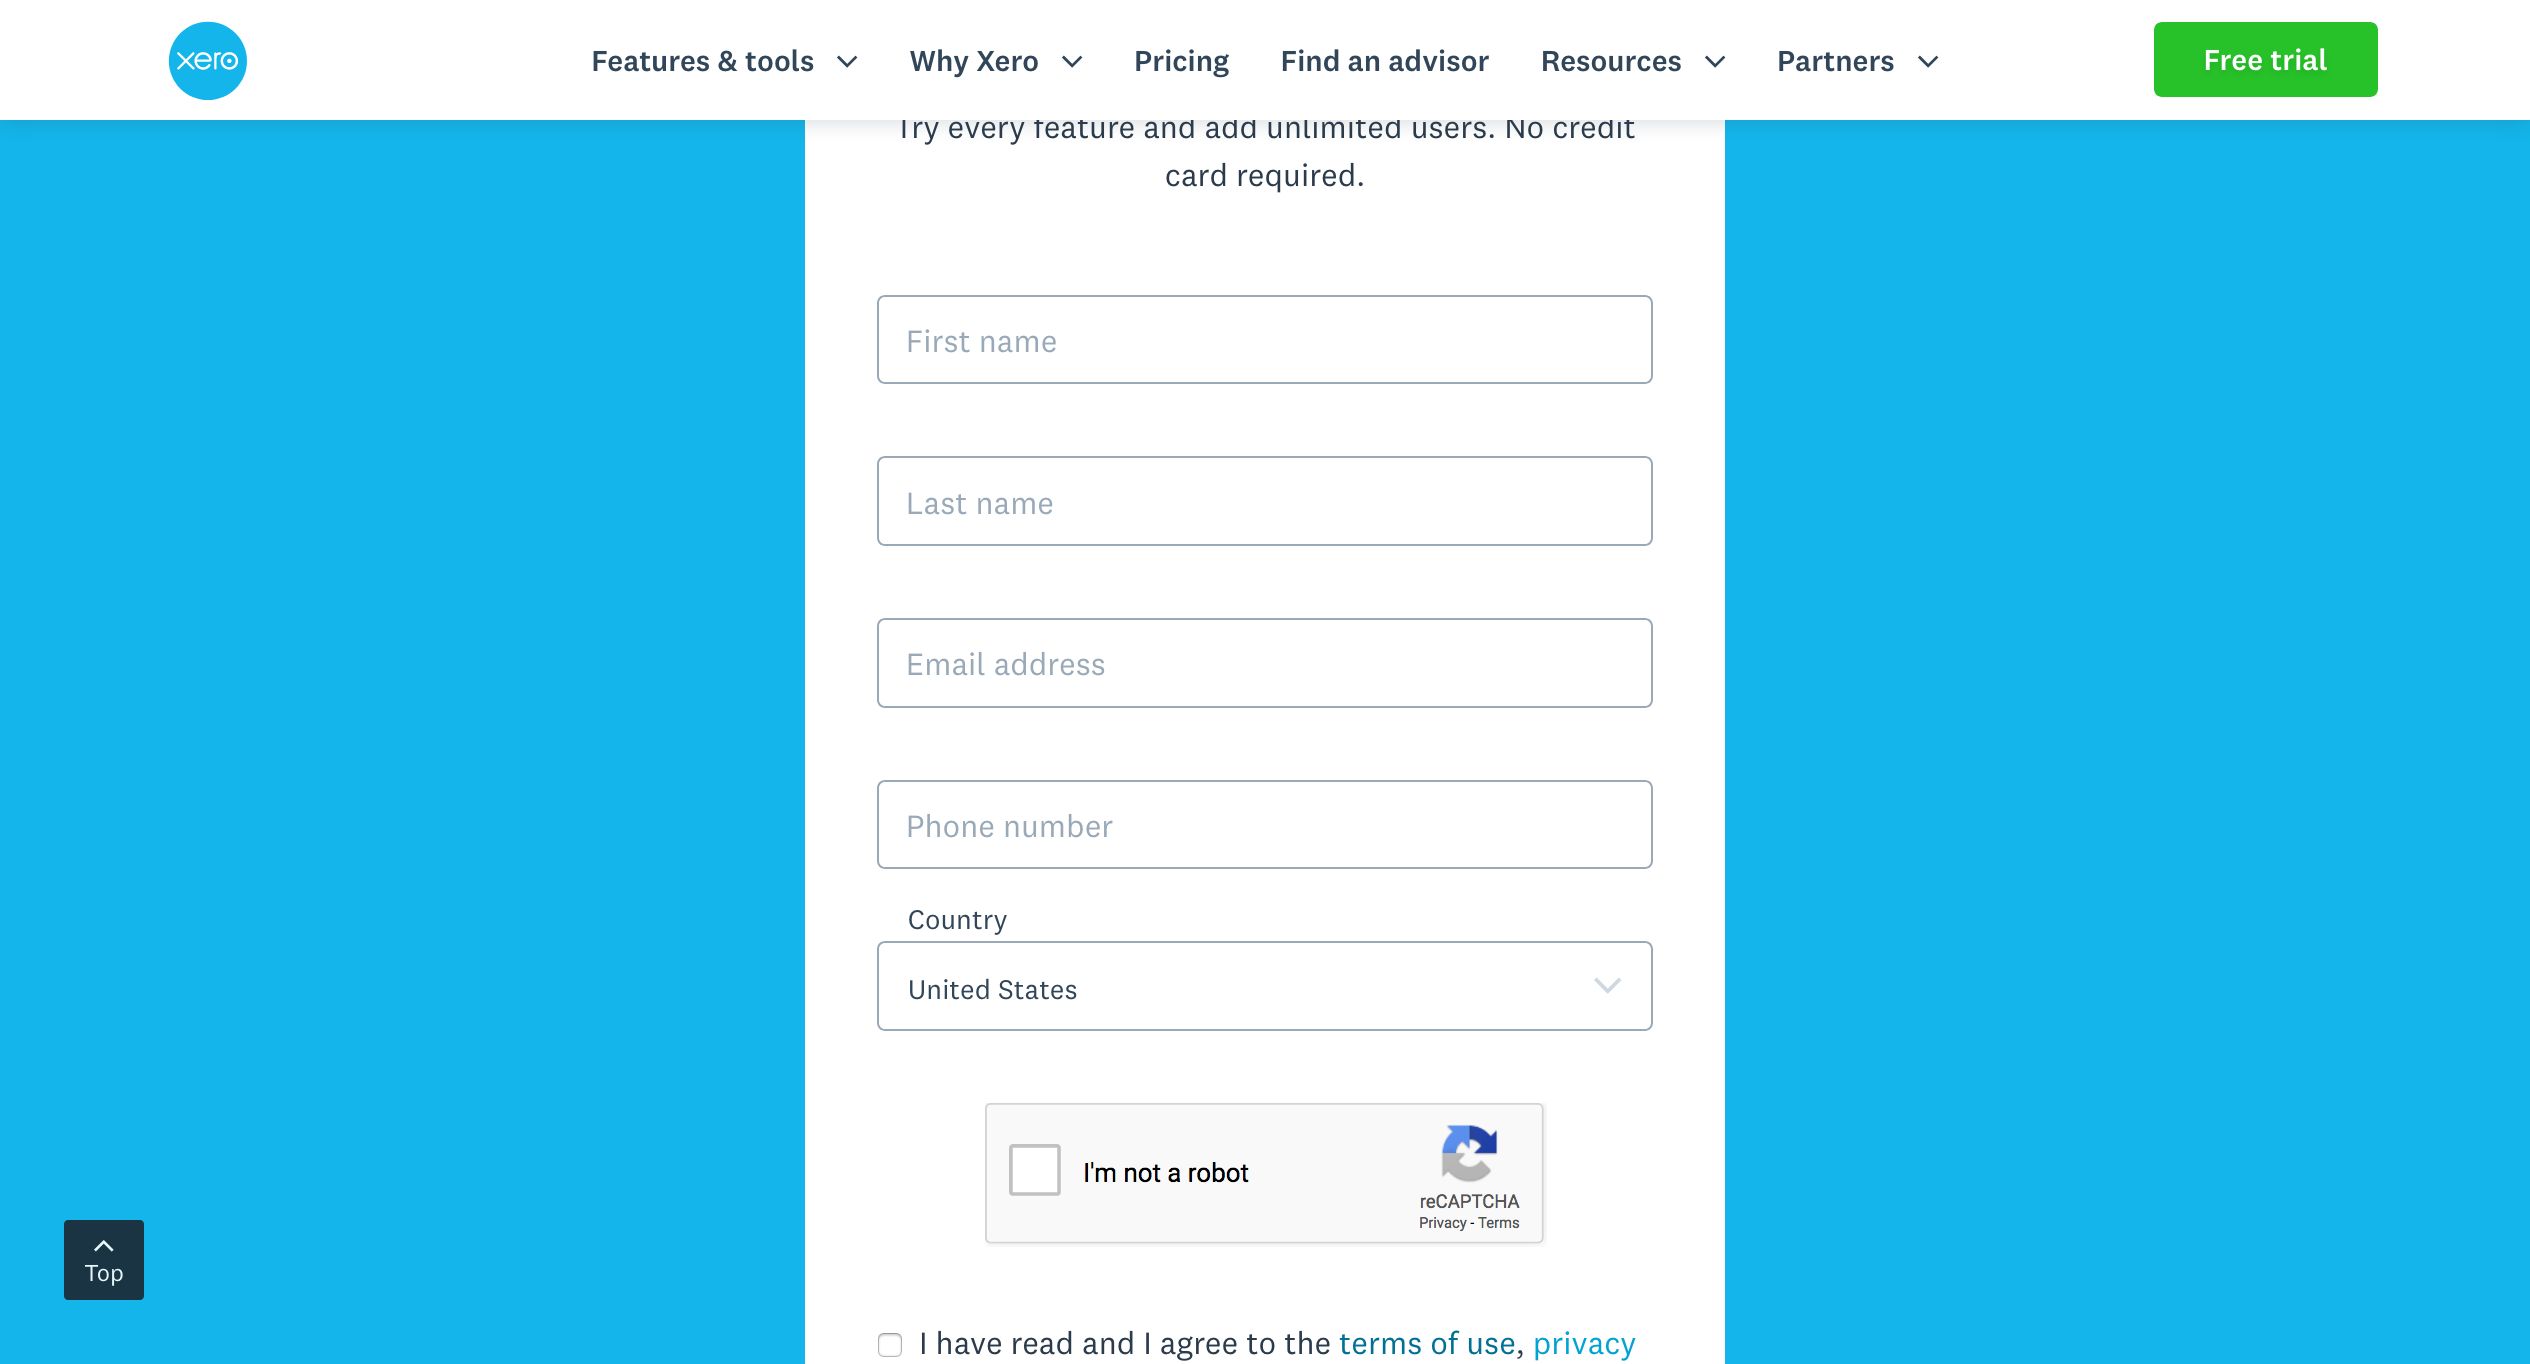 xero
Features & tools
Why Xero
Pricing
Find an advisor
Resources
Partners
Free trial
Try every feature and add unlimited users. No credit
card required.
First name
Last name
Email address
Phone number
Country
United States
I'm not a robot
reCAPTCHA
Privacy - Terms
Top
I have read and I agree to the terms of use, privacy